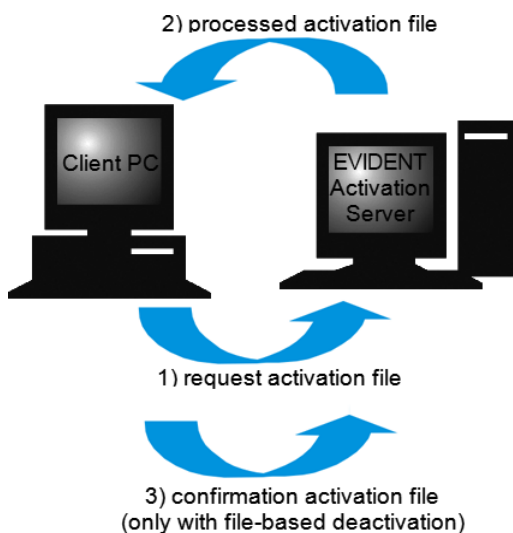 2) processed activation file
Client PC
EVIDENT
Activation
Server
1) request activation file
3) confirmation activation file
(only with file-based deactivation)